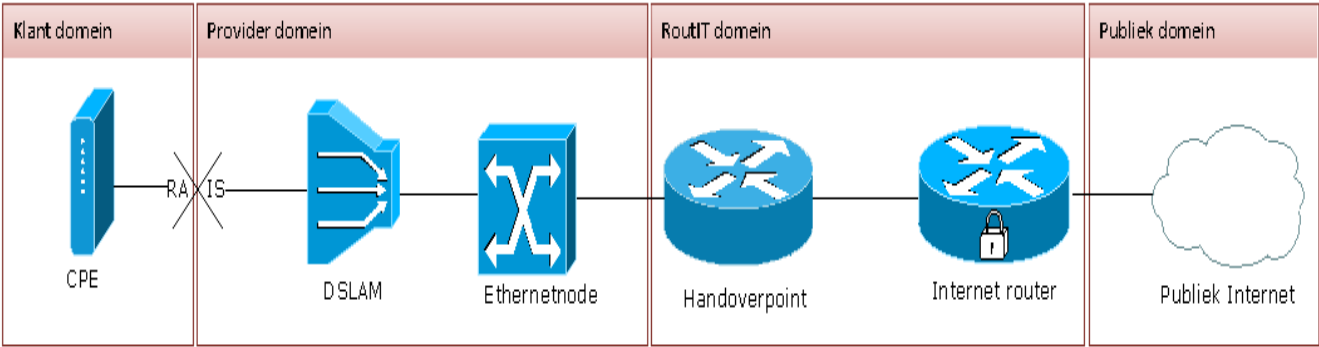 Klant domein
Provider domein
RoutIT domein
Publiek domein
RA IS
CPE
DSLAM
Ethernetnode
Handoverpoint
Internet router
Publiek Internet